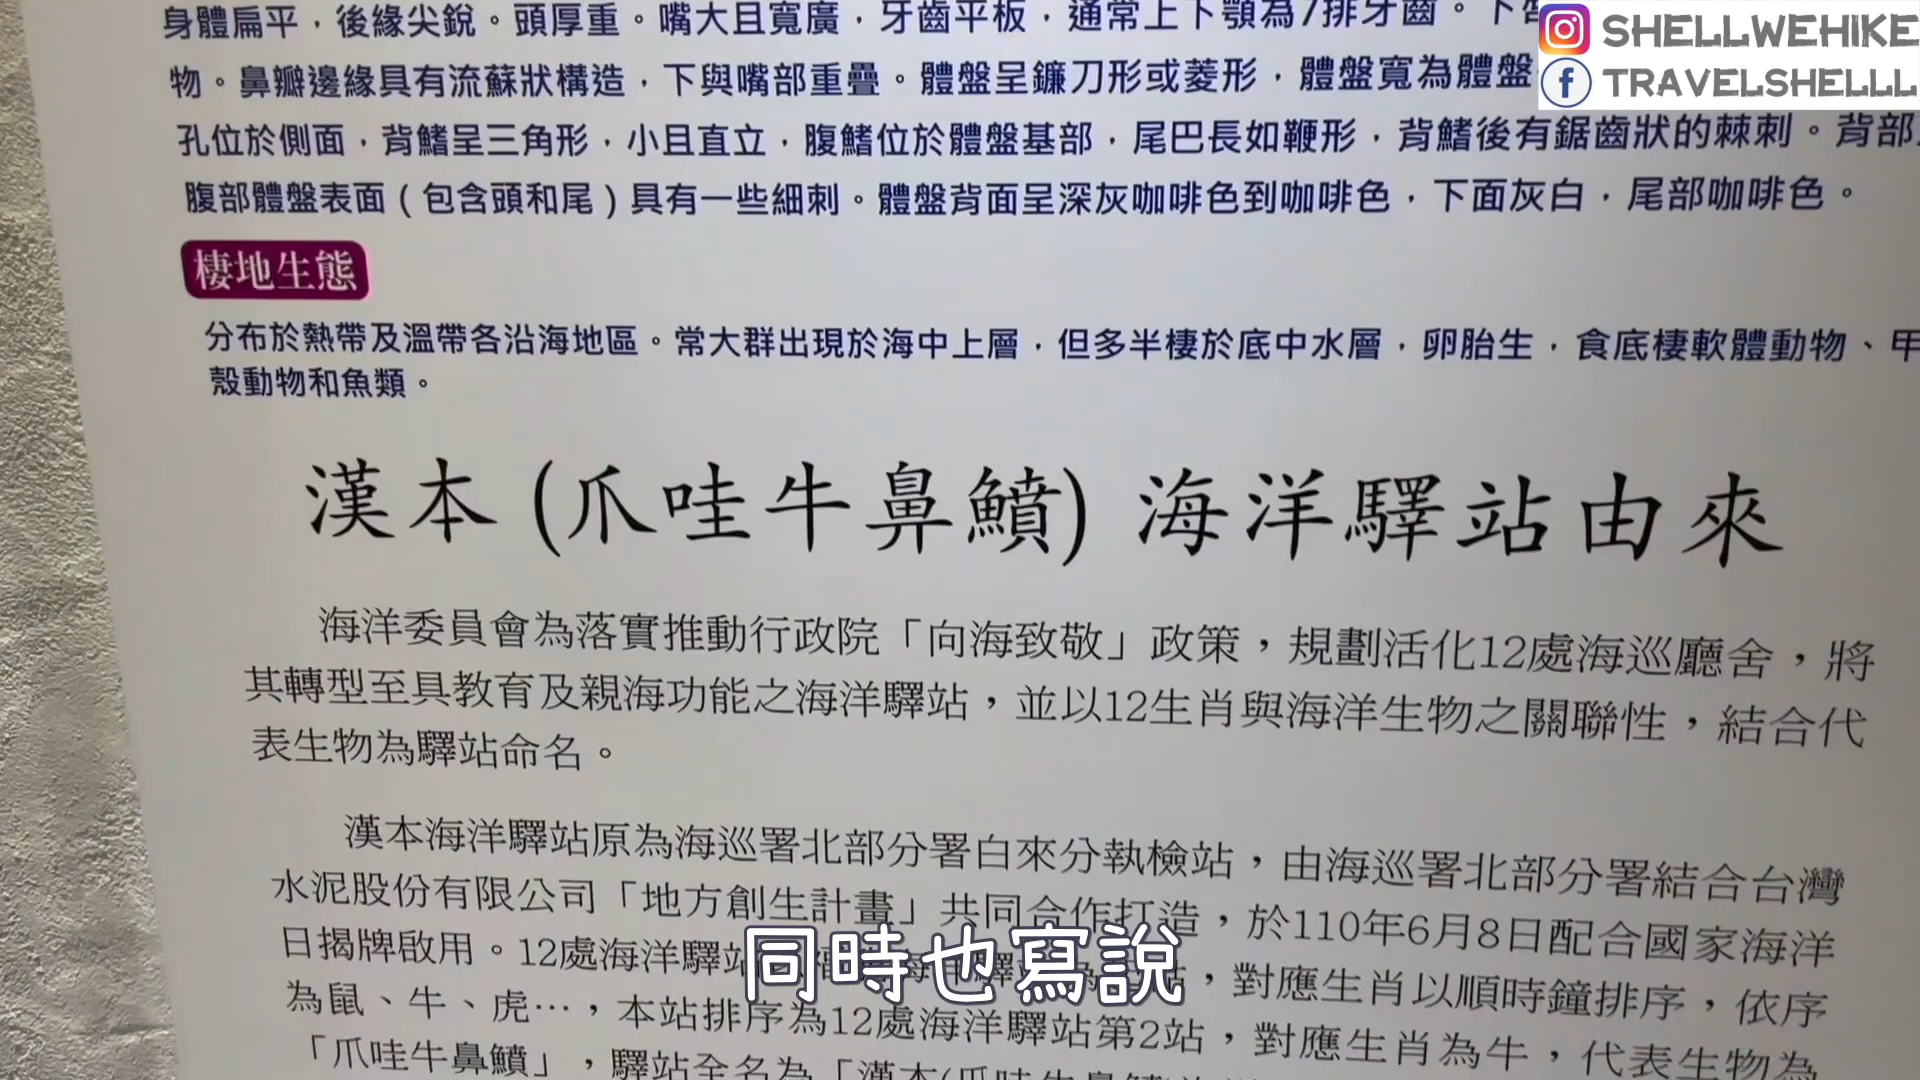 身體扁平，後緣尖銳。頭厚重。嘴大且寬廣，牙齒平板，通常上下顎為7排牙齒。下
物。鼻瓣邊緣具有流蘇狀構造，下與嘴部重疊。體盤呈鐮刀形或菱形，體盤寬為體盤
孔位於側面，背鰭呈三角形，小且直立，腹鰭位於體盤基部，尾巴長如鞭形，背鰭後有鋸齒狀的棘刺。背部
腹部體盤表面（包含頭和尾）具有一些細刺。體盤背面呈深灰咖啡色到咖啡色，下面灰白，尾部咖啡色。
棲地生態
分布於熱帶及溫帶各沿海地區。常大群出現於海中上層，但多半棲於底中水層，卵胎生，食底棲軟體動物、甲
殼動物和魚類。
漢本(爪哇牛鼻鱝)海洋驛站由來
海洋委員會為落實推動行政院「向海致敬」政策，規劃活化12處海巡廳舍，將
其轉型至具教育及親海功能之海洋驛站，並以12生肖與海洋生物之關聯性，結合代
表生物為驛站命名。
漢本海洋驛站原為海巡署北部分署白來分執檢站，由海巡署北部分署結合台灣
水泥股份有限公司「地方創生計畫」共同合作打造，於110年6月8日配合國家海洋
日揭牌啟用。12處海洋驛站，對應生肖以順時鐘排序，依序
為鼠、牛、虎…，本站排序為12處海洋驛站第2站，對應生肖為牛，代表生物為
「爪哇牛鼻鱝」，驛站全名為「漢本(爪哇牛鼻鱝)
同時也寫說
SHELLWEHIKE
TRAVELSHELLL